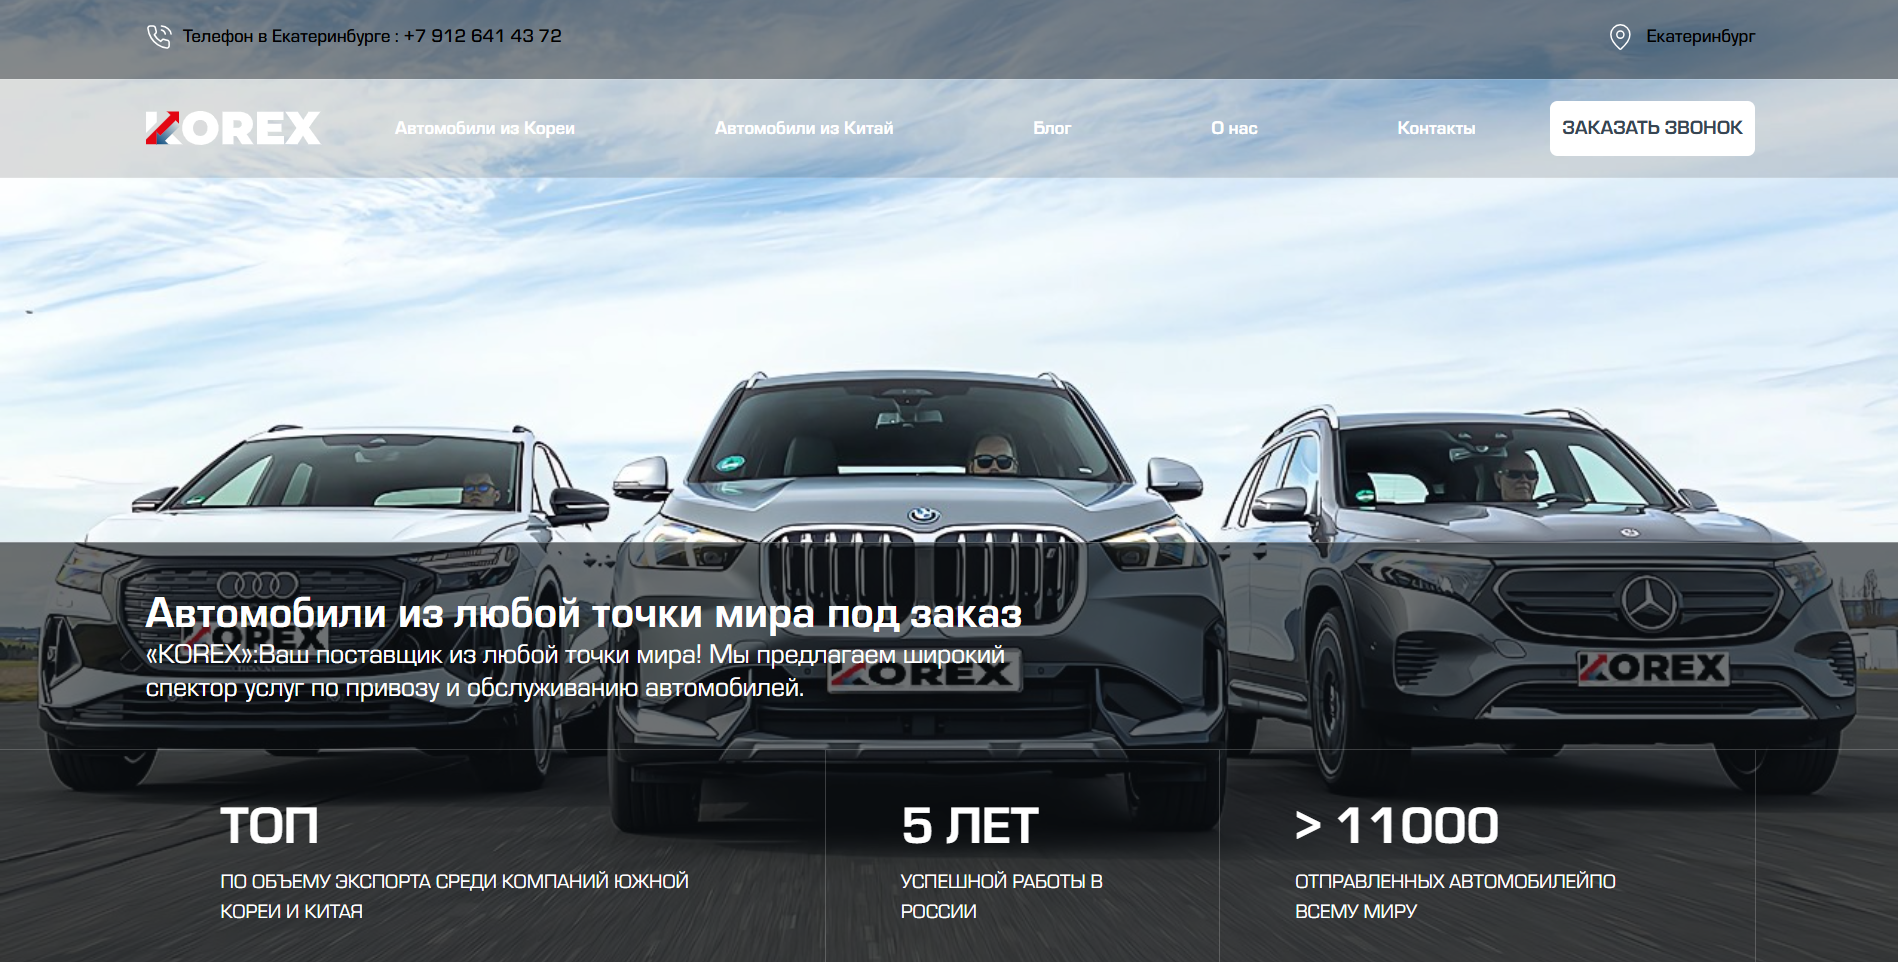 Телефон в Екатеринбурге : +7 912 641 43 72
Екатеринбург
KOREX
Автомобили из Кореи
Автомобили из Китай
Блог
О нас
Контакты
ЗАКАЗАТЬ ЗВОНОК
Автомобили из любой точки мира под заказ
«KOREX»:Ваш поставщик из любой точки мира! Мы предлагаем широкий
спектор услуг по привозу и обслуживанию автомобилей.
KOREX
KOREX
KOREX
ТОП
ПО ОБЪЕМУ ЭКСПОРТА СРЕДИ КОМПАНИЙ ЮЖНОЙ
КОРЕИ И КИТАЯ
5 ЛЕТ
УСПЕШНОЙ РАБОТЫ В
РОССИИ
> 11000
ОТПРАВЛЕННЫХ АВТОМОБИЛЕЙПО
ВСЕМУ МИРУ